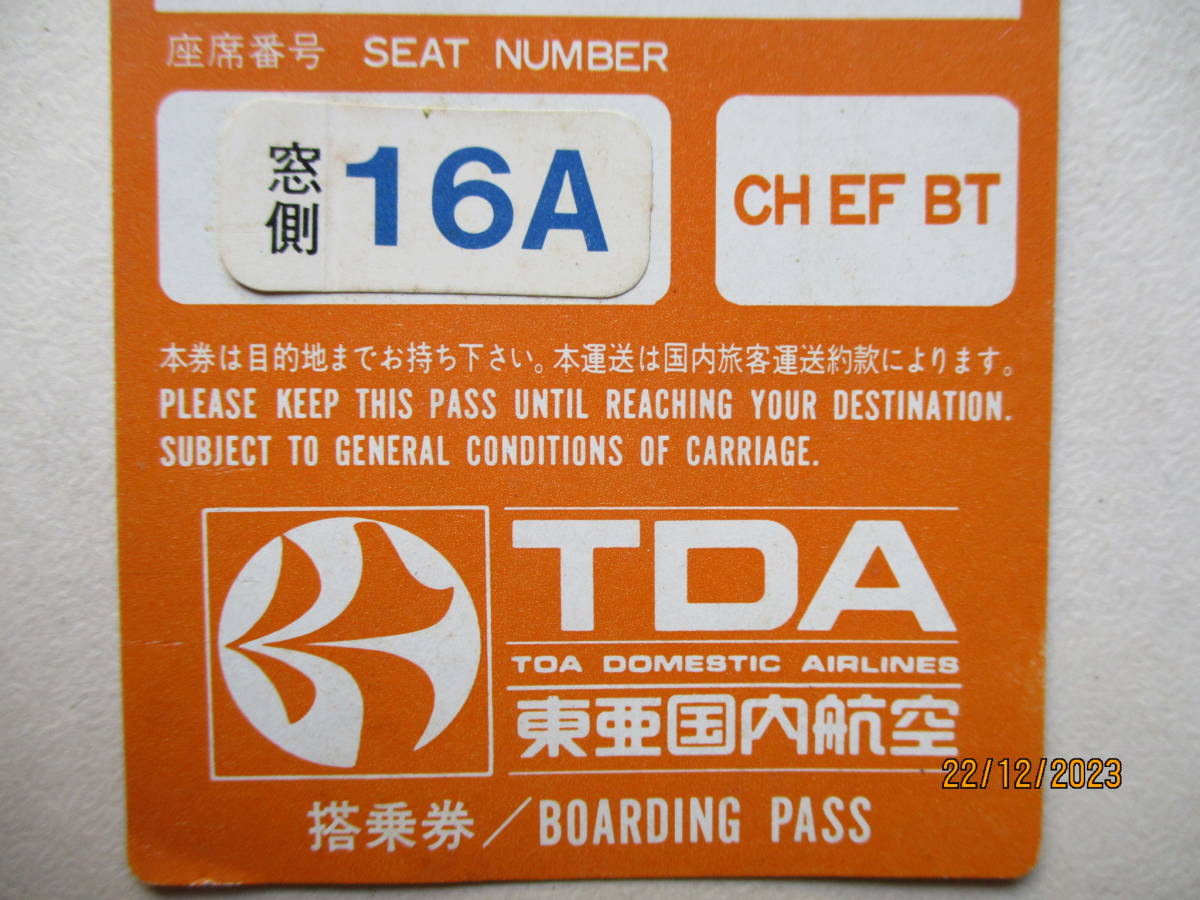 座席番号 SEAT NUMBER
窓側 16A
CH EF BT
本券は目的地までお持ち下さい。本運送は国内旅客運送約款によります。
PLEASE KEEP THIS PASS UNTIL REACHING YOUR DESTINATION.
SUBJECT TO GENERAL CONDITIONS OF CARRIAGE.
TDA
TOA DOMESTIC AIRLINES
東亜国内航空
22/12/2023
搭乗券/BOARDING PASS